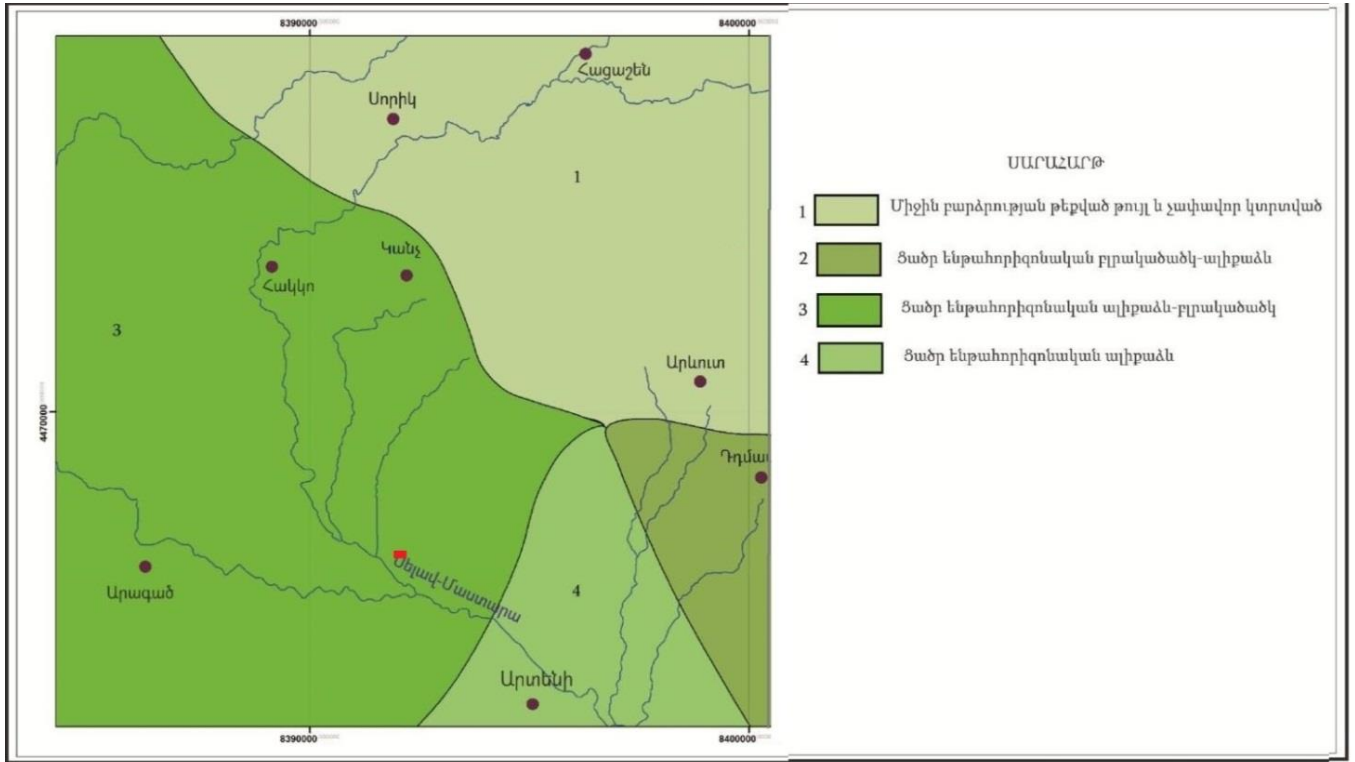 8390000
8400000
Հացաշեն
Սորիկ
1
Կանչ
Հակկո
3
Արևուտ
4470000
Դդմա
Սելավ-Մաստարա
Արագած
4
Արտենի
8390000
8400000
ՍԱՐԱՀԱՐԹ
1 Միջին բարձրության թեքված թույլ և չափավոր կտրտված
2 Ցածր ենթահորիզոնական բլրակածածկ-ալիքաձև
3 Ցածր ենթահորիզոնական ալիքաձև-բլրակածածկ
4 Ցածր ենթահորիզոնական ալիքաձև